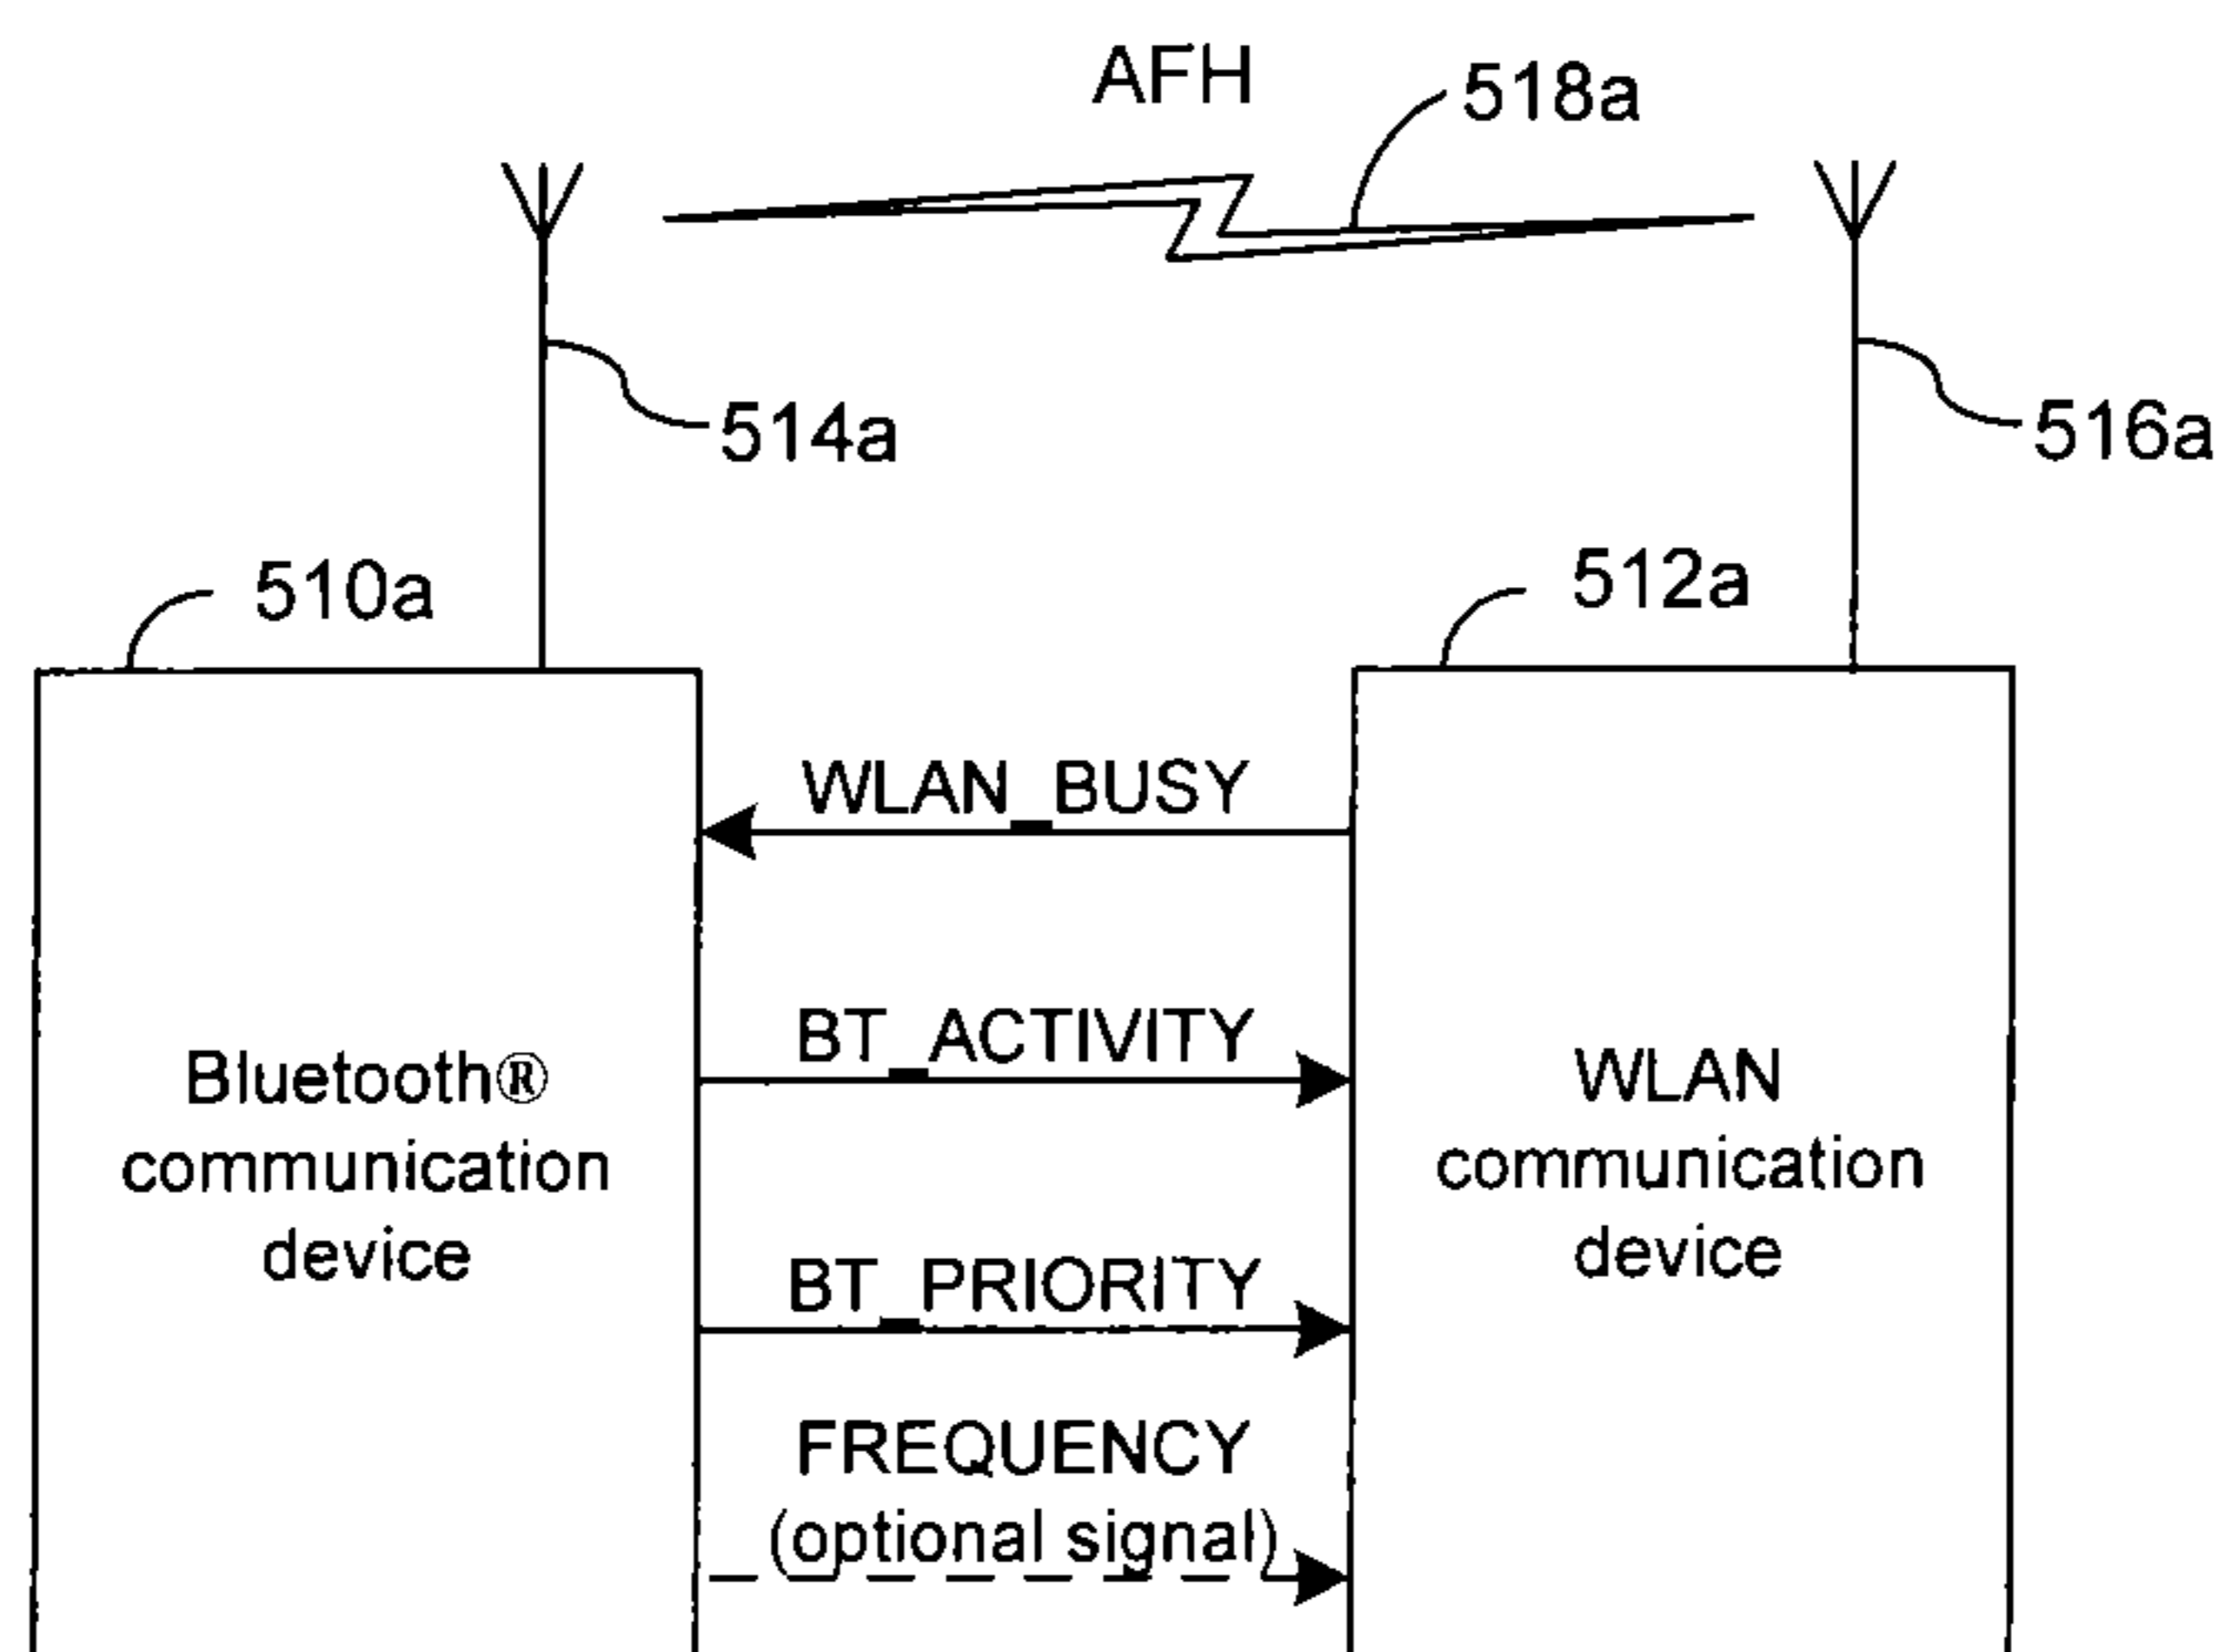 AFH
518a
514a
516a
510a
512a
WLAN_BUSY
BT_ACTIVITY
Bluetooth®
communication
device
WLAN
communication
device
BT_PRIORITY
FREQUENCY
(optional signal)